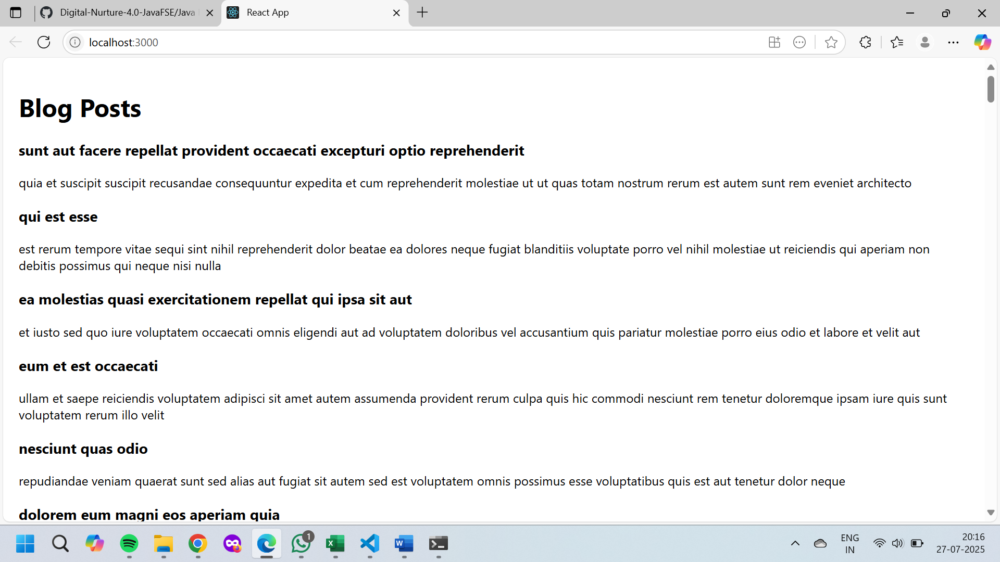 Digital-Nurture-4.0-JavaFSE/Java
React App
localhost:3000
Blog Posts
sunt aut facere repellat provident occaecati excepturi optio reprehenderit
quia et suscipit suscipit recusandae consequuntur expedita et cum reprehenderit molestiae ut ut quas totam nostrum rerum est autem sunt rem eveniet architecto
qui est esse
est rerum tempore vitae sequi sint nihil reprehenderit dolor beatae ea dolores neque fugiat blanditiis voluptate porro vel nihil molestiae ut reiciendis qui aperiam non
debitis possimus qui neque nisi nulla
ea molestias quasi exercitationem repellat qui ipsa sit aut
et iusto sed quo iure voluptatem occaecati omnis eligendi aut ad voluptatem doloribus vel accusantium quis pariatur molestiae porro eius odio et labore et velit aut
eum et est occaecati
ullam et saepe reiciendis voluptatem adipisci sit amet autem assumenda provident rerum culpa quis hic commodi nesciunt rem tenetur doloremque ipsam iure quis sunt
voluptatem rerum illo velit
nesciunt quas odio
repudiandae veniam quaerat sunt sed alias aut fugiat sit autem sed est voluptatem omnis possimus esse voluptatibus quis est aut tenetur dolor neque
dolorem eum magni eos aperiam quia
1
ENG
IN
20:16
27-07-2025